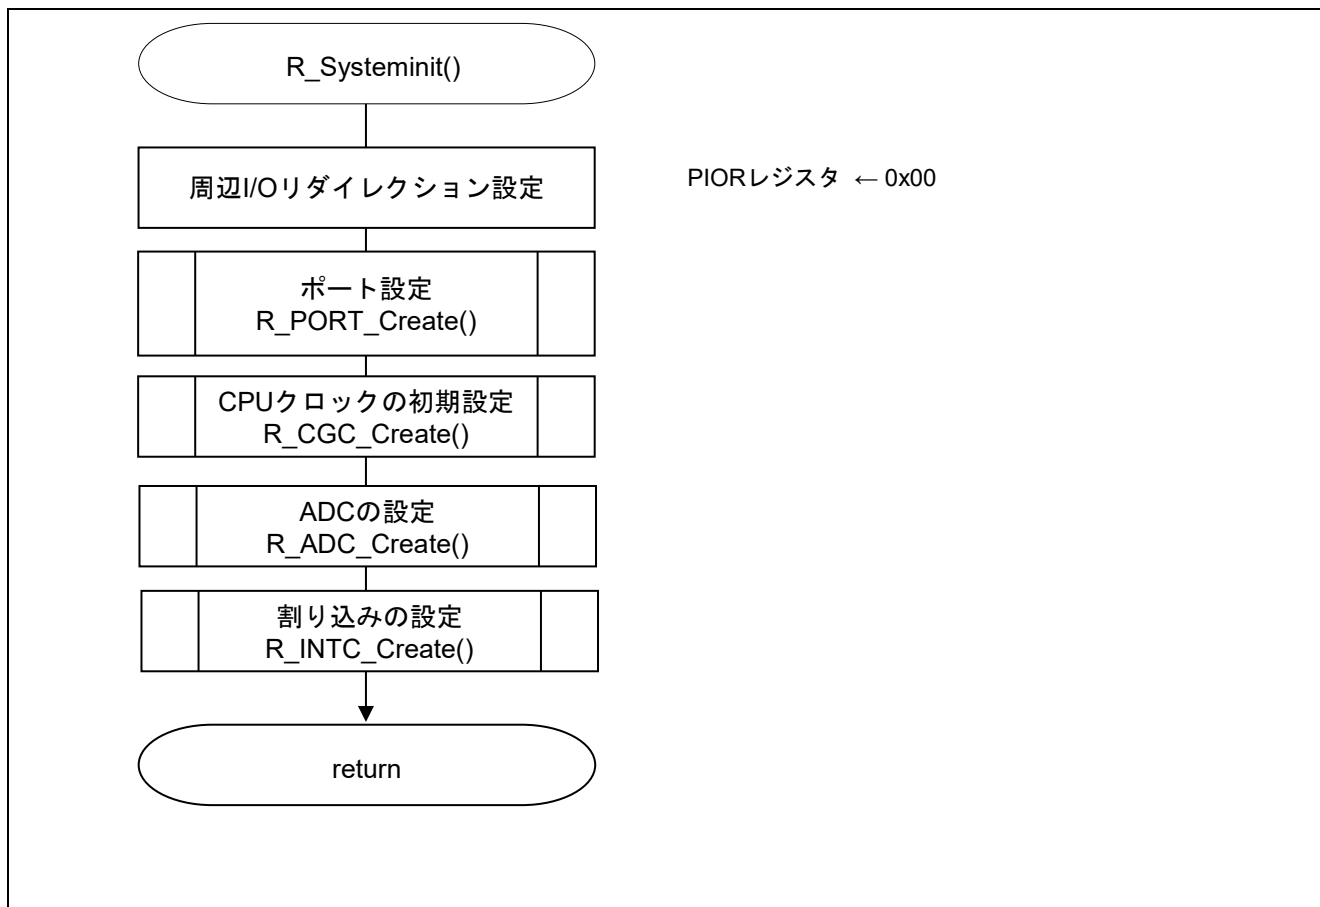 R_Systeminit()
周辺I/Oリダイレクション設定
PIORレジスタ ← 0x00
ポート設定
R_PORT_Create()
CPUクロックの初期設定
R_CGC_Create()
ADCの設定
R_ADC_Create()
割り込みの設定
R_INTC_Create()
return